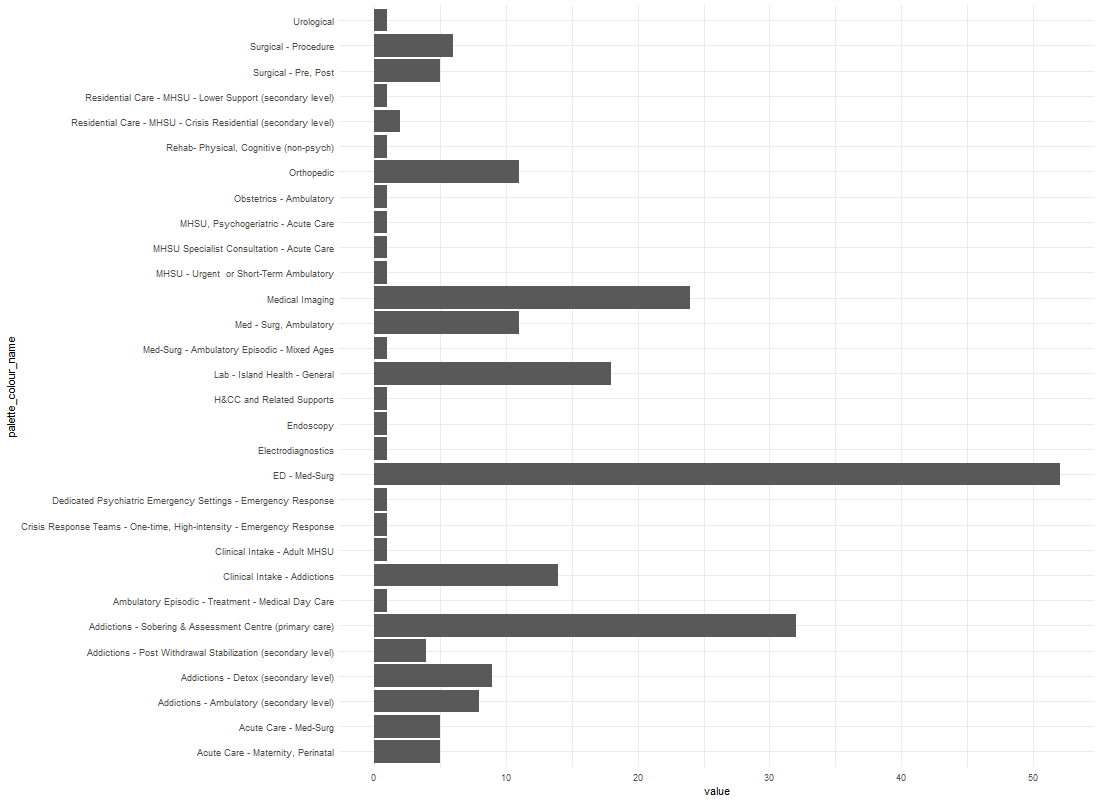 Urological
Surgical - Procedure
Surgical - Pre, Post
Residential Care - MHSU - Lower Support (secondary level)
Residential Care - MHSU - Crisis Residential (secondary level)
Rehab- Physical, Cognitive (non-psych)
Orthopedic
Obstetrics - Ambulatory
MHSU, Psychogeriatric - Acute Care
MHSU Specialist Consultation - Acute Care
MHSU - Urgent  or Short-Term Ambulatory
Medical Imaging
Med - Surg, Ambulatory
Med-Surg - Ambulatory Episodic - Mixed Ages
Lab - Island Health - General
H&CC and Related Supports
Endoscopy
Electrodiagnostics
ED - Med-Surg
Dedicated Psychiatric Emergency Settings - Emergency Response
Crisis Response Teams - One-time, High-intensity - Emergency Response
Clinical Intake - Adult MHSU
Clinical Intake - Addictions
Ambulatory Episodic - Treatment - Medical Day Care
Addictions - Sobering & Assessment Centre (primary care)
Addictions - Post Withdrawal Stabilization (secondary level)
Addictions - Detox (secondary level)
Addictions - Ambulatory (secondary level)
Acute Care - Med-Surg
Acute Care - Maternity, Perinatal
palette_colour_name
0 10 20 30 40 50
value